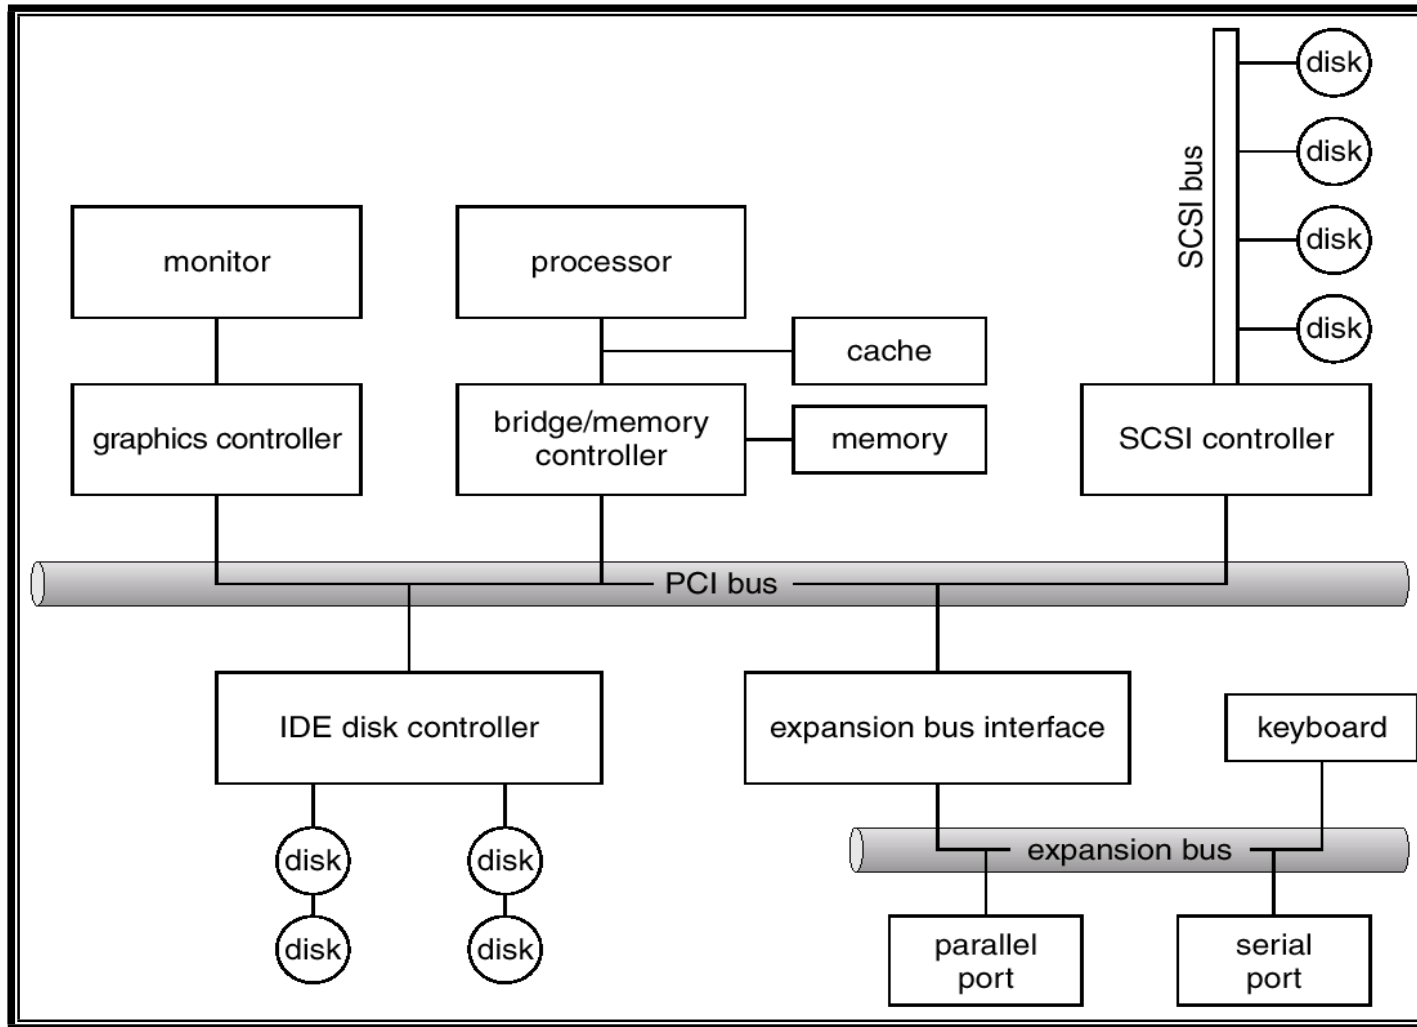 disk
disk
disk
disk
SCSI bus
monitor
processor
cache
graphics controller
bridge/memory
controller
memory
SCSI controller
PCI bus
IDE disk controller
expansion bus interface
keyboard
disk
disk
expansion bus
disk
disk
parallel
port
serial
port